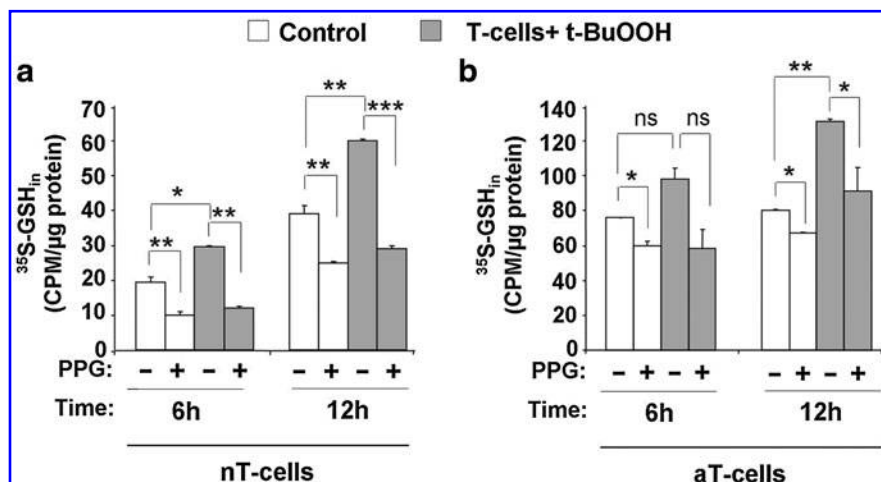 Control T-cells+ t-BuOOH
a
³⁵S-GSHᵢₙ
(CPM/µg protein)
70
60
50
40
30
20
10
0
*
**
**
**
**
***
PPG: − + − + − + − +
Time: 6h 12h
nT-cells
b
³⁵S-GSHᵢₙ
(CPM/µg protein)
140
120
100
80
60
40
20
0
ns ns
*
**
*
*
PPG: − + − + − + − +
Time: 6h 12h
aT-cells